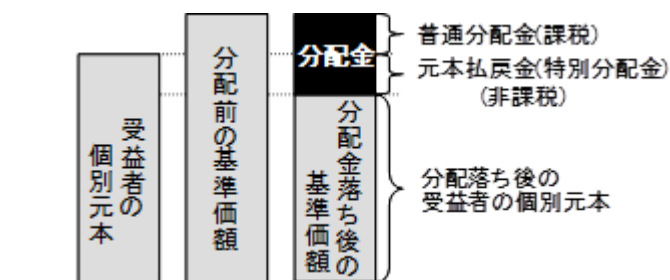 受益者の
個別元本
分配前の基準価額
分配金
分配金落ち後の
基準価額
普通分配金(課税)
元本払戻金(特別分配金)
(非課税)
分配落ち後の
受益者の個別元本